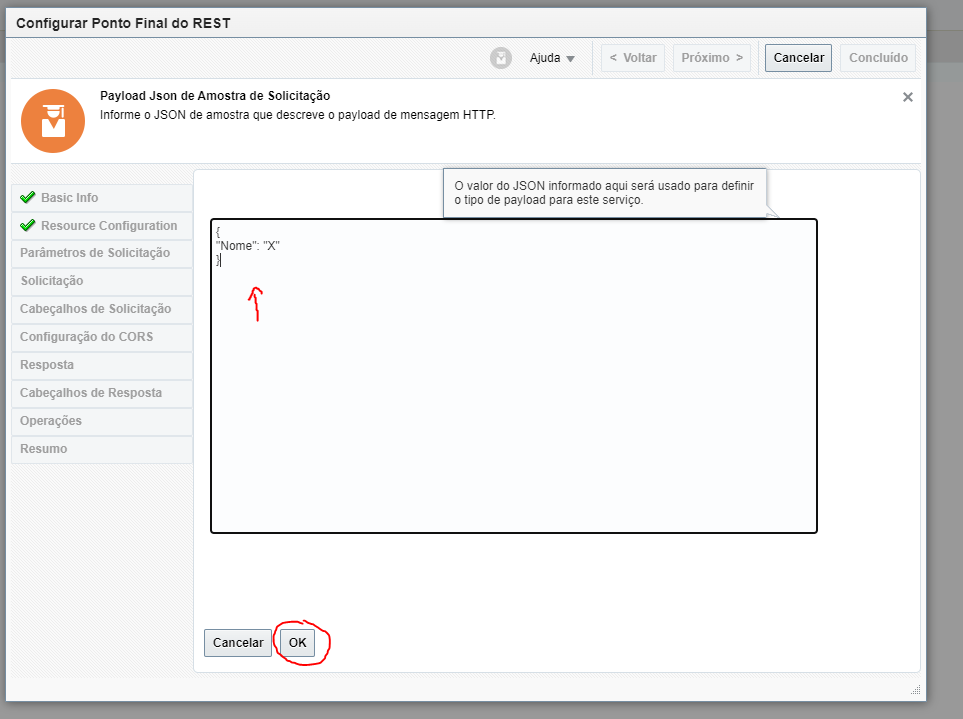 Configurar Ponto Final do REST
Ajuda
< Voltar
Próximo >
Cancelar
Concluído
Payload Json de Amostra de Solicitação
Informe o JSON de amostra que descreve o payload de mensagem HTTP.
Basic Info
Resource Configuration
Parâmetros de Solicitação
Solicitação
Cabeçalhos de Solicitação
Configuração do CORS
Resposta
Cabeçalhos de Resposta
Operações
Resumo
O valor do JSON informado aqui será usado para definir
o tipo de payload para este serviço.
{
"Nome": "X"
}
Cancelar
OK